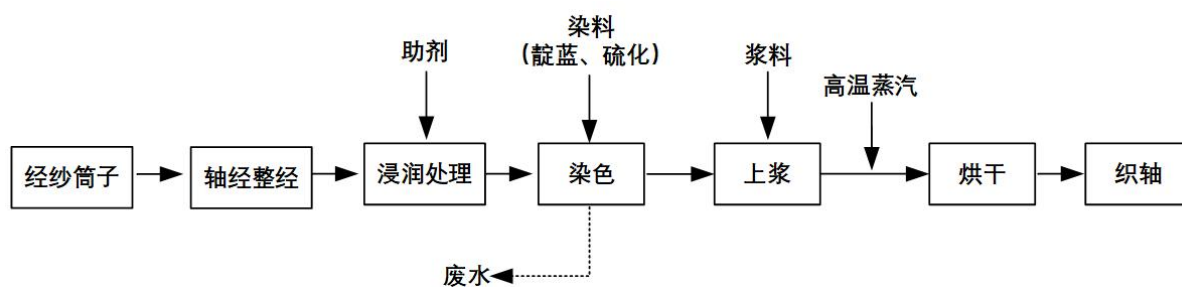 染料
(靛蓝、硫化)
助剂
浆料
高温蒸汽
经纱筒子
轴经整经
浸润处理
染色
上浆
烘干
织轴
废水